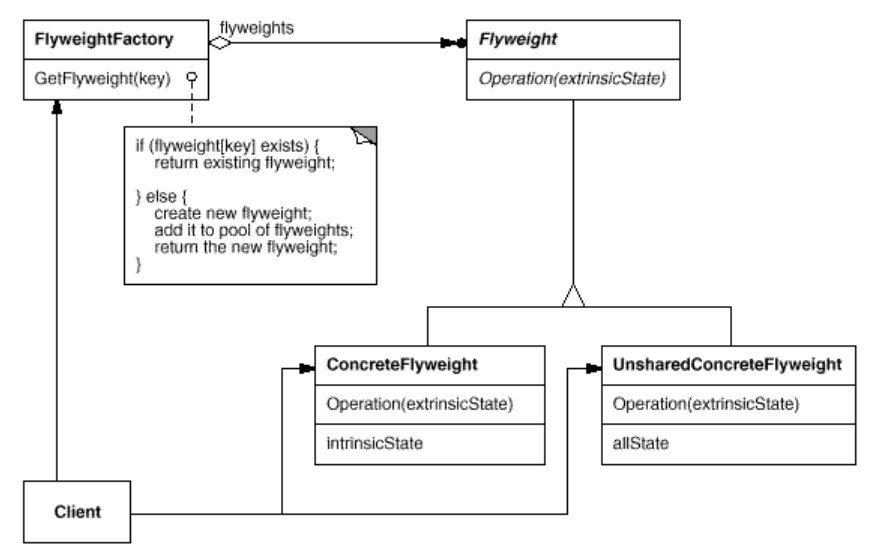 flyweights
FlyweightFactory
GetFlyweight(key)
Flyweight
Operation(extrinsicState)
if (flyweight[key] exists) {
return existing flyweight;
} else {
create new flyweight;
add it to pool of flyweights;
return the new flyweight;
}
ConcreteFlyweight
Operation(extrinsicState)
intrinsicState
UnsharedConcreteFlyweight
Operation(extrinsicState)
allState
Client